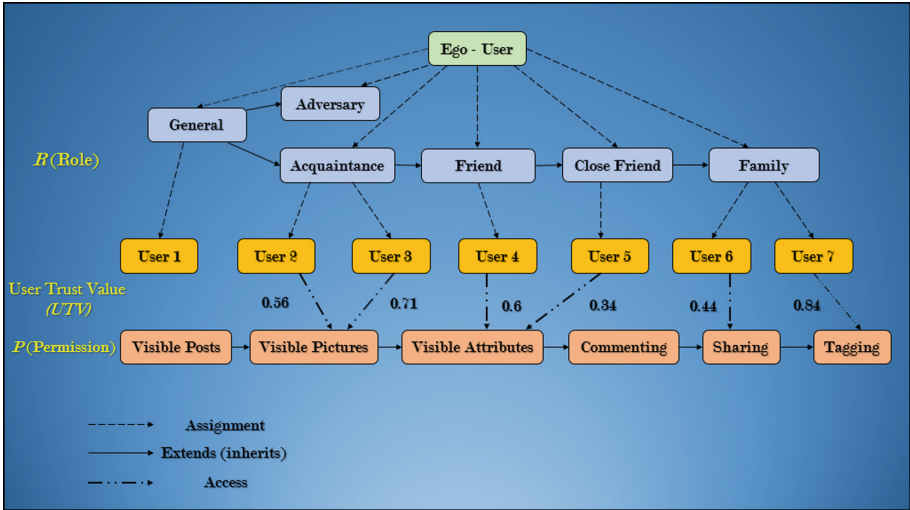 Ego - User
Adversary
General
R (Role)
Acquaintance
Friend
Close Friend
Family
User 1
User 2
User 3
User 4
User 5
User 6
User 7
User Trust Value
(UTV)
0.56
0.71
0.6
0.34
0.44
0.84
P (Permission)
Visible Posts
Visible Pictures
Visible Attributes
Commenting
Sharing
Tagging
Assignment
Extends (inherits)
Access